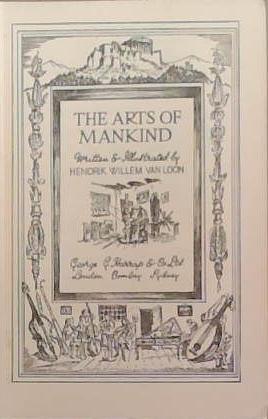 THE ARTS OF
MANKIND
Written & Illustrated by
HENDRIK WILLEM VAN LOON
George G. Harrap & Co. Ltd
London Bombay Sydney